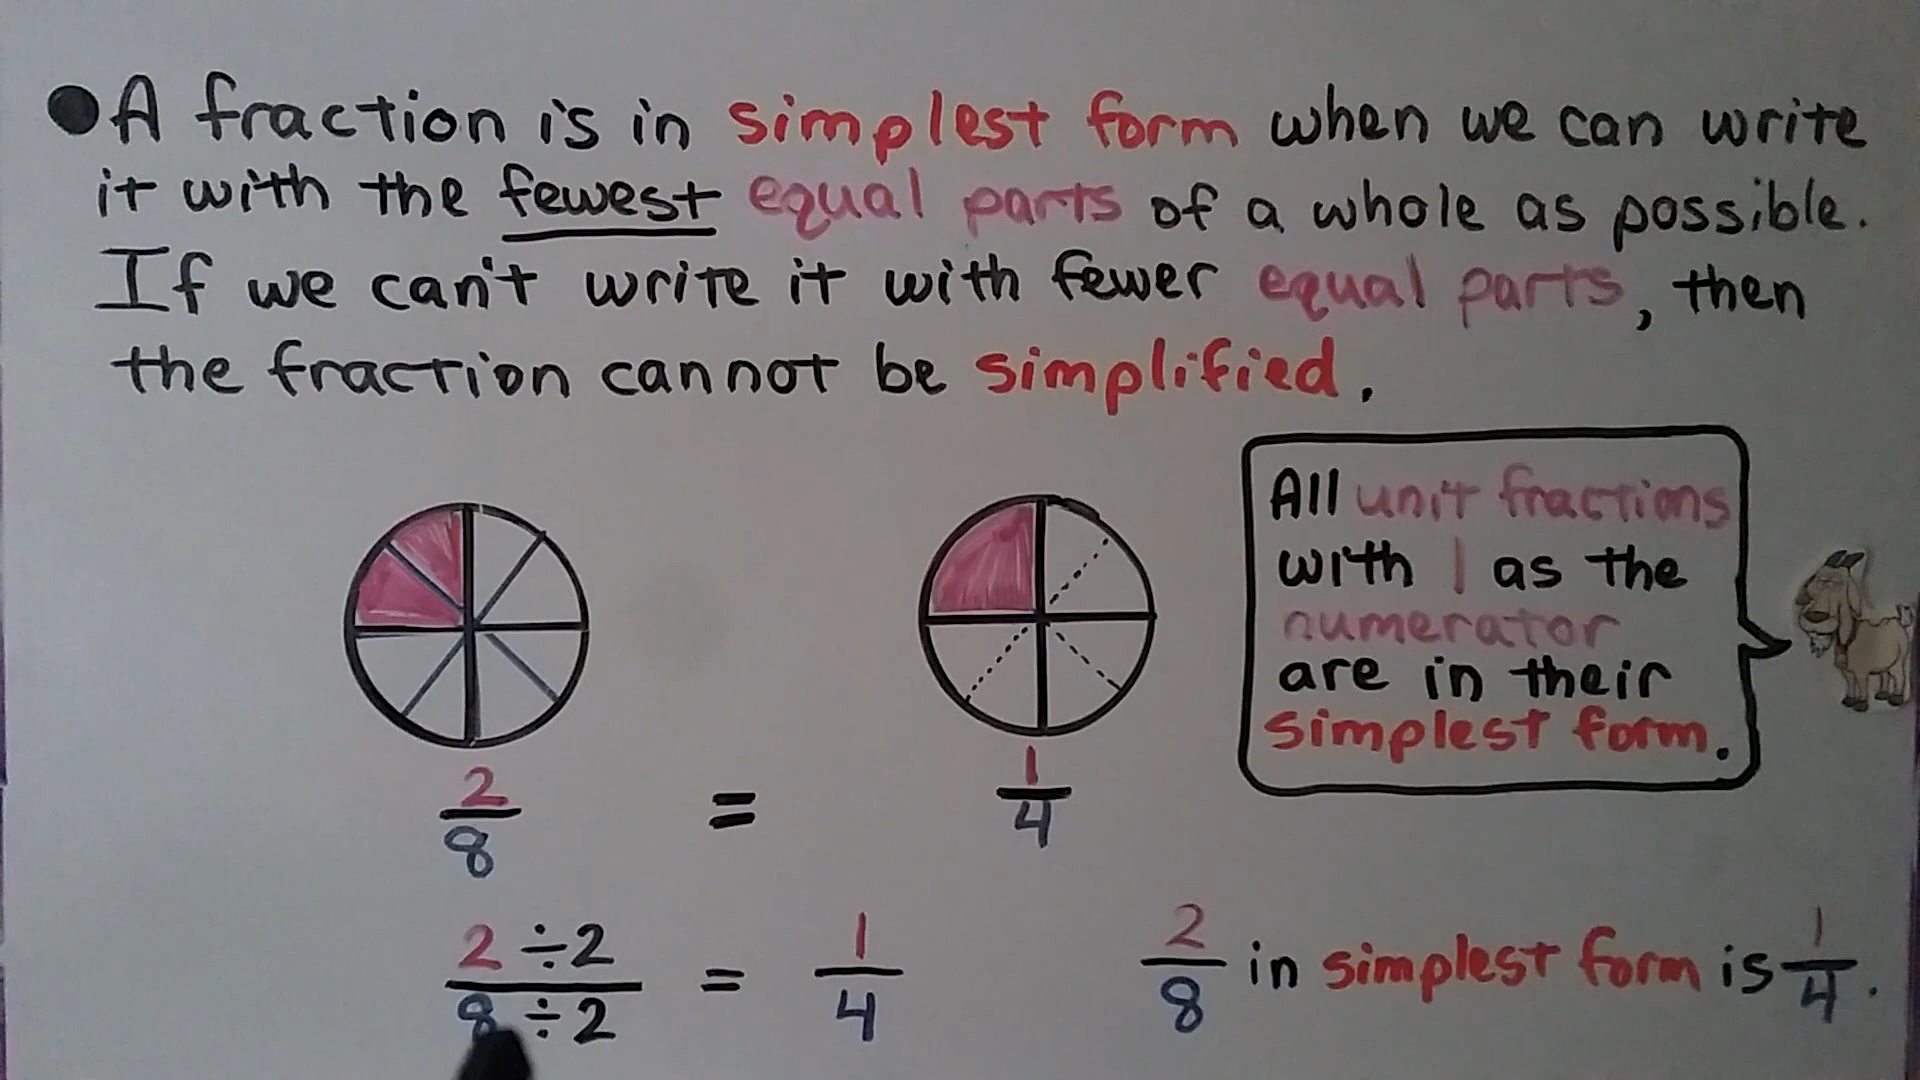 A fraction is in simplest form when we can write
it with the fewest equal parts of a whole as possible.
If we can't write it with fewer equal parts, then
the fraction cannot be simplified.
All unit fractions
with 1 as the
numerator
are in their
simplest form.
2/8 = 1/4
2÷2/8÷2 = 1/4
2/8 in simplest form is 1/4.